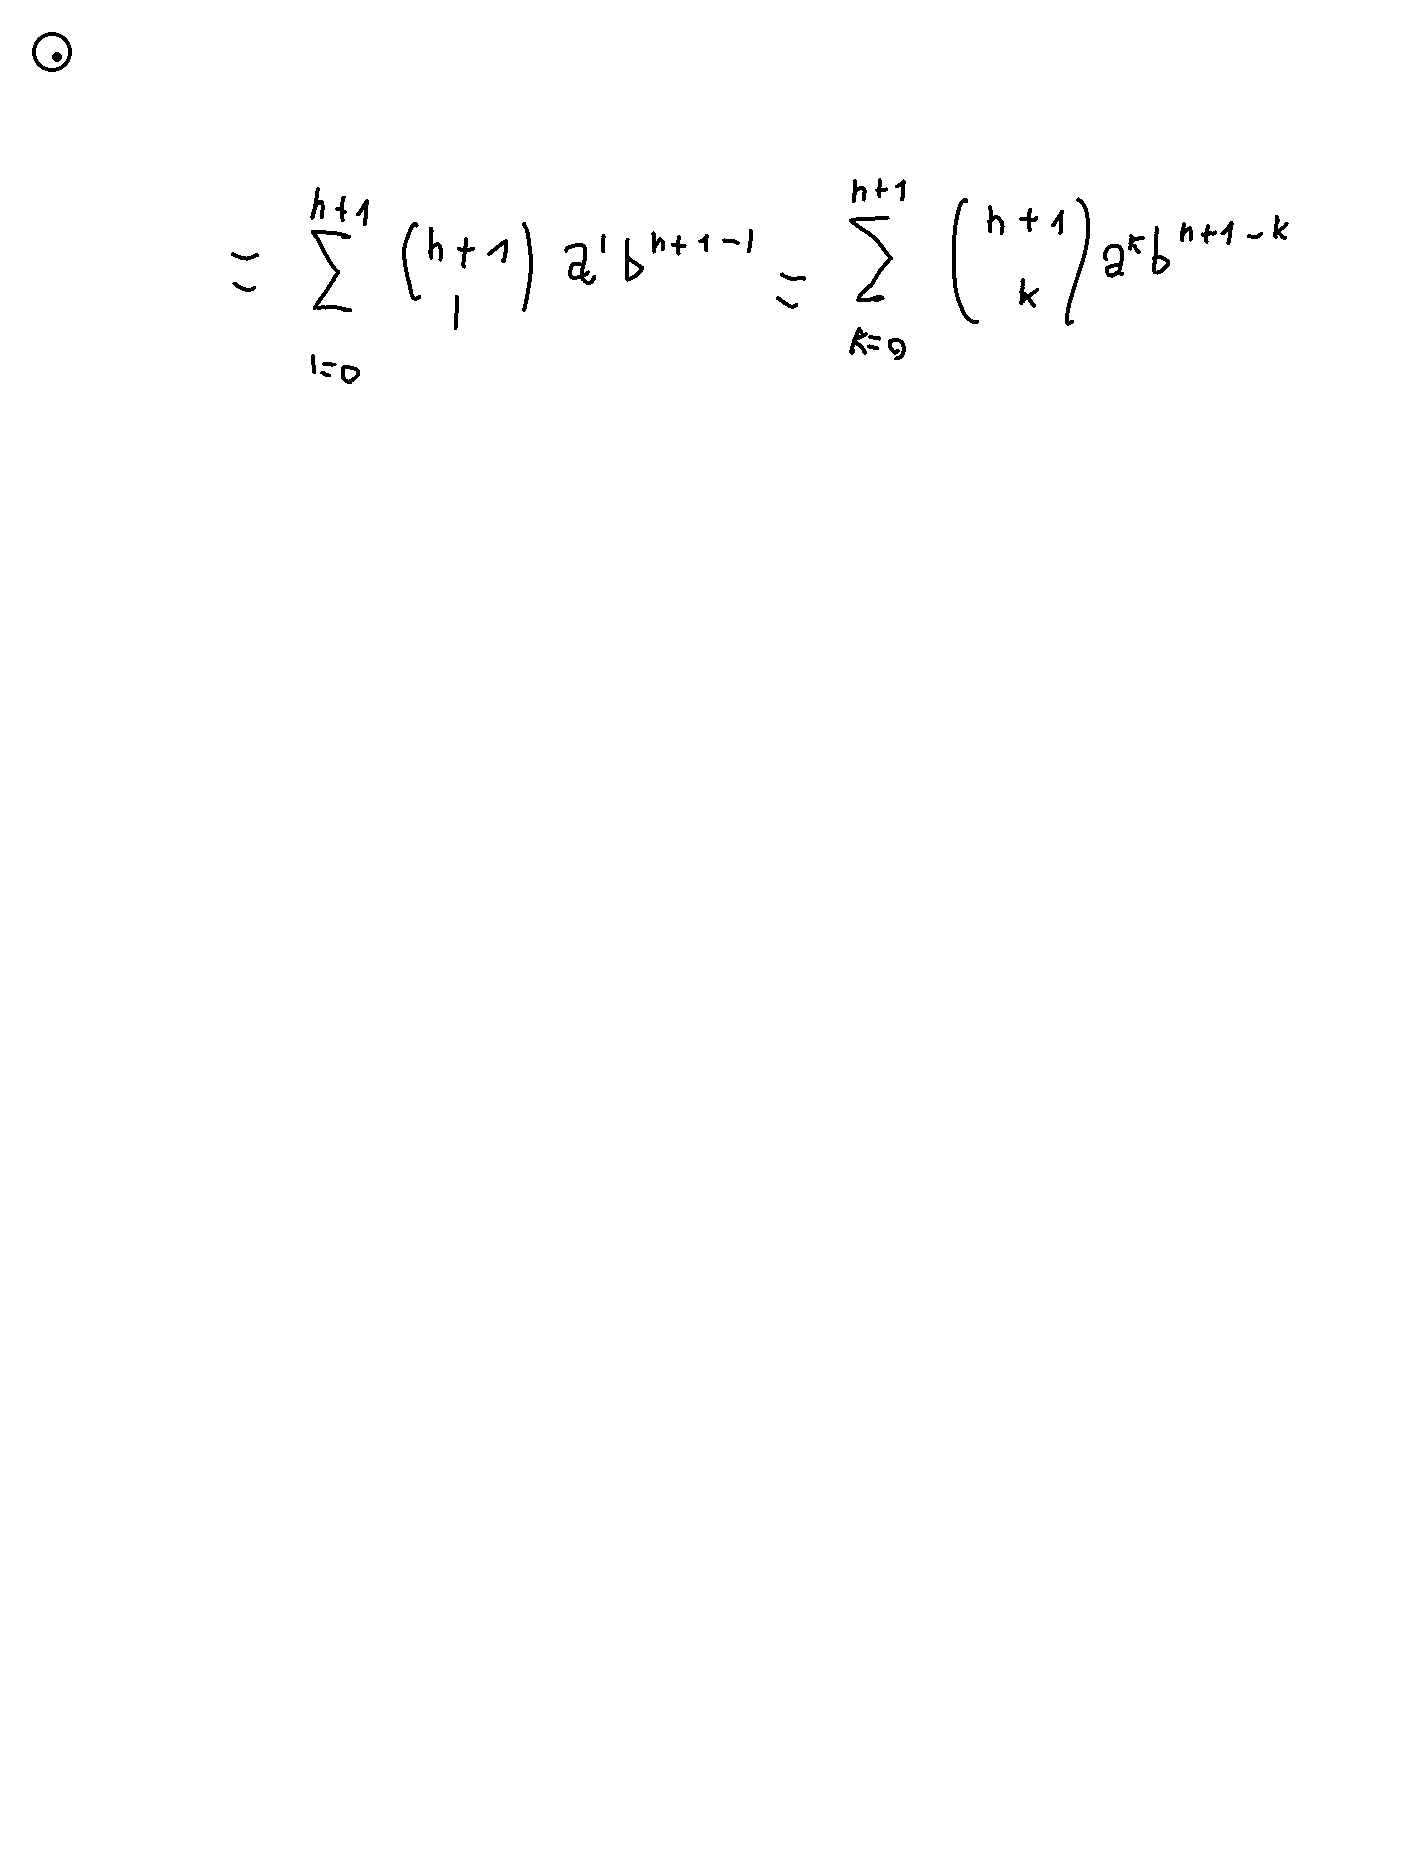 $= \sum_{l=0}^{n+1} \binom{n+1}{l} a^l b^{n+1-l} = \sum_{k=0}^{n+1} \binom{n+1}{k} a^k b^{n+1-k}$